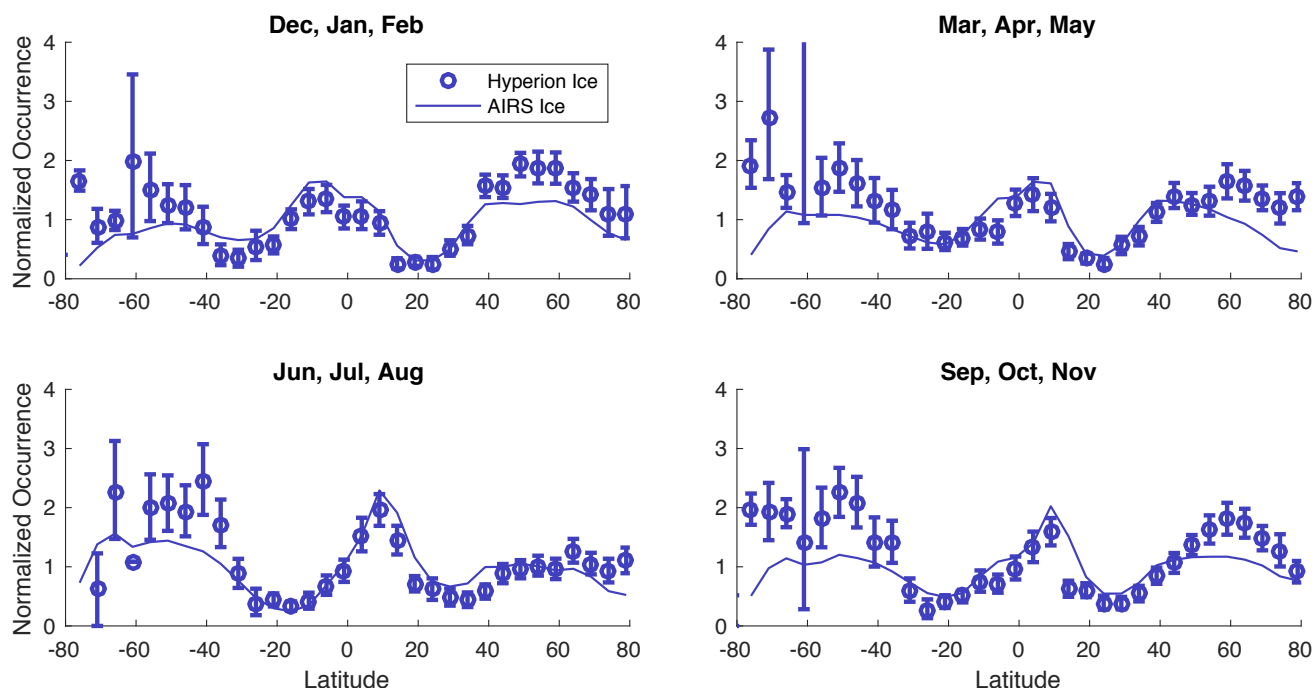 Dec, Jan, Feb
Normalized Occurrence
4
3
2
1
0
-80 -60 -40 -20 0 20 40 60 80
Hyperion Ice
AIRS Ice
Mar, Apr, May
4
3
2
1
0
-80 -60 -40 -20 0 20 40 60 80
Jun, Jul, Aug
Normalized Occurrence
4
3
2
1
0
-80 -60 -40 -20 0 20 40 60 80
Latitude
Sep, Oct, Nov
4
3
2
1
0
-80 -60 -40 -20 0 20 40 60 80
Latitude